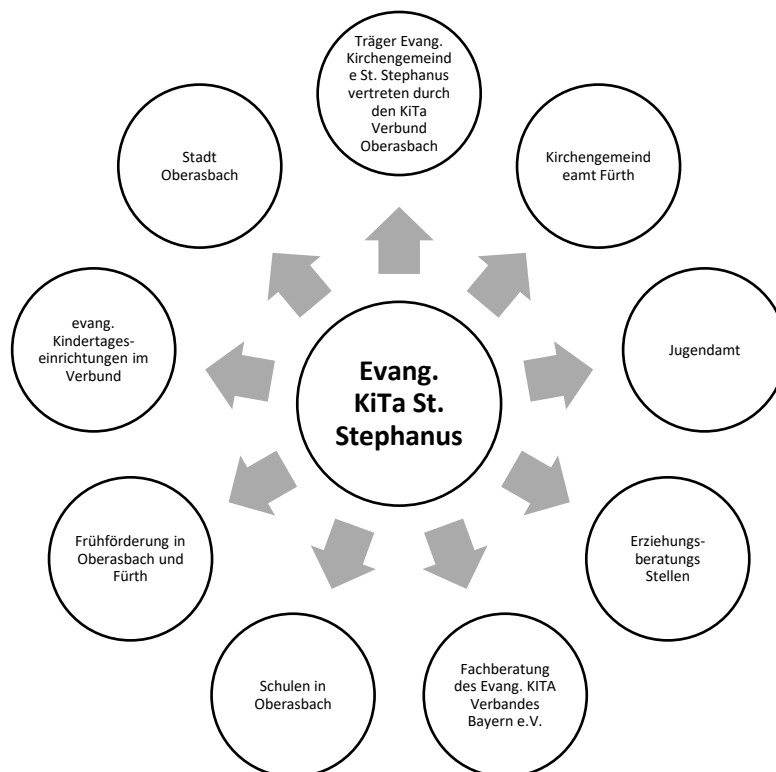 Träger Evang.
Kirchengemeind
e St. Stephanus
vertreten durch
den KiTa
Verbund
Oberasbach
Kirchengemeind
eamt Fürth
Jugendamt
Erziehungs-
beratungs
Stellen
Fachberatung
des Evang. KITA
Verbandes
Bayern e.V.
Schulen in
Oberasbach
Frühförderung in
Oberasbach und
Fürth
evang.
Kindertages-
einrichtungen im
Verbund
Stadt
Oberasbach
Evang.
KiTa St.
Stephanus